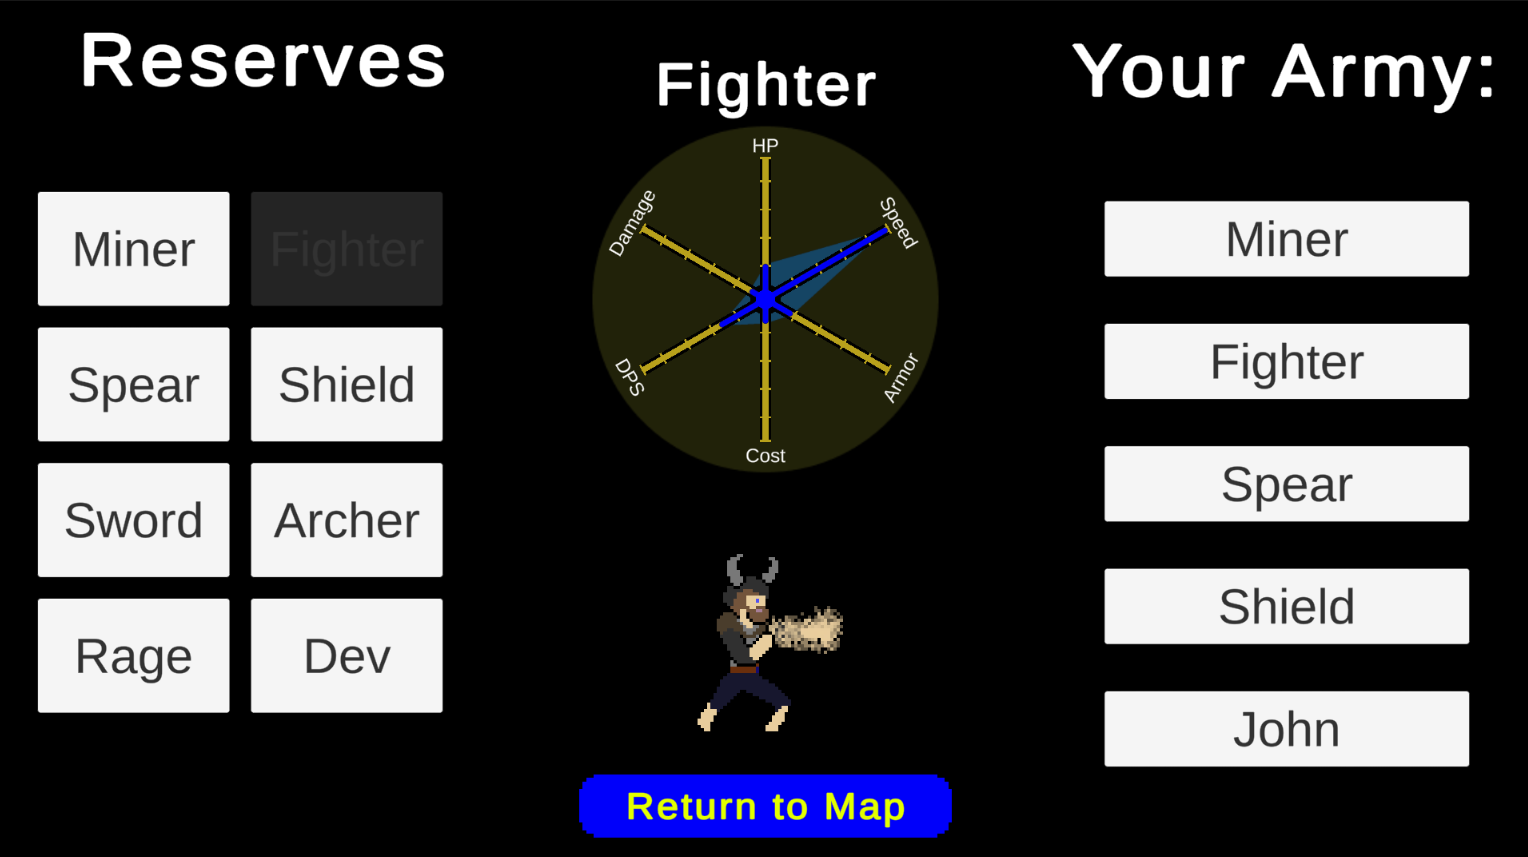 Reserves
Miner
Fighter
Spear
Shield
Sword
Archer
Rage
Dev
Fighter
HP
Speed
Armor
Cost
DPS
Damage
Return to Map
Your Army:
Miner
Fighter
Spear
Shield
John